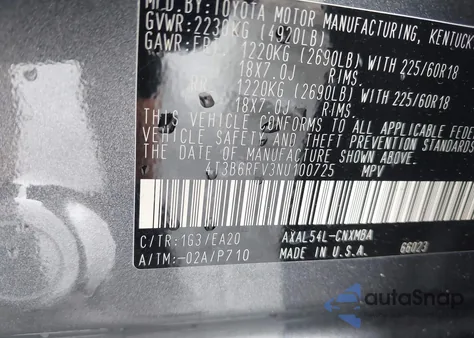 MFD.BY:TOYOTA MOTOR MANUFACTURING, KENTUCK
GVWR:2230KG (4920LB)
GAWR:FRT 1220KG (2690LB) WITH 225/60R18
18X7.0J RIMS.
RR 1220KG (2690LB) WITH 225/60R18
18X7.0J RIMS.
THIS VEHICLE CONFORMS TO ALL APPLICABLE FEDE
VEHICLE SAFETY AND THEFT PREVENTION STANDARDS
THE DATE OF MANUFACTURE SHOWN ABOVE.
4T3B6RFV3NU100725 MPV
C/TR:1G3/EA20 AXAL54L-CNXMBA
A/TM:-02A/P710 MADE IN U.S.A. 66023
autoSnap